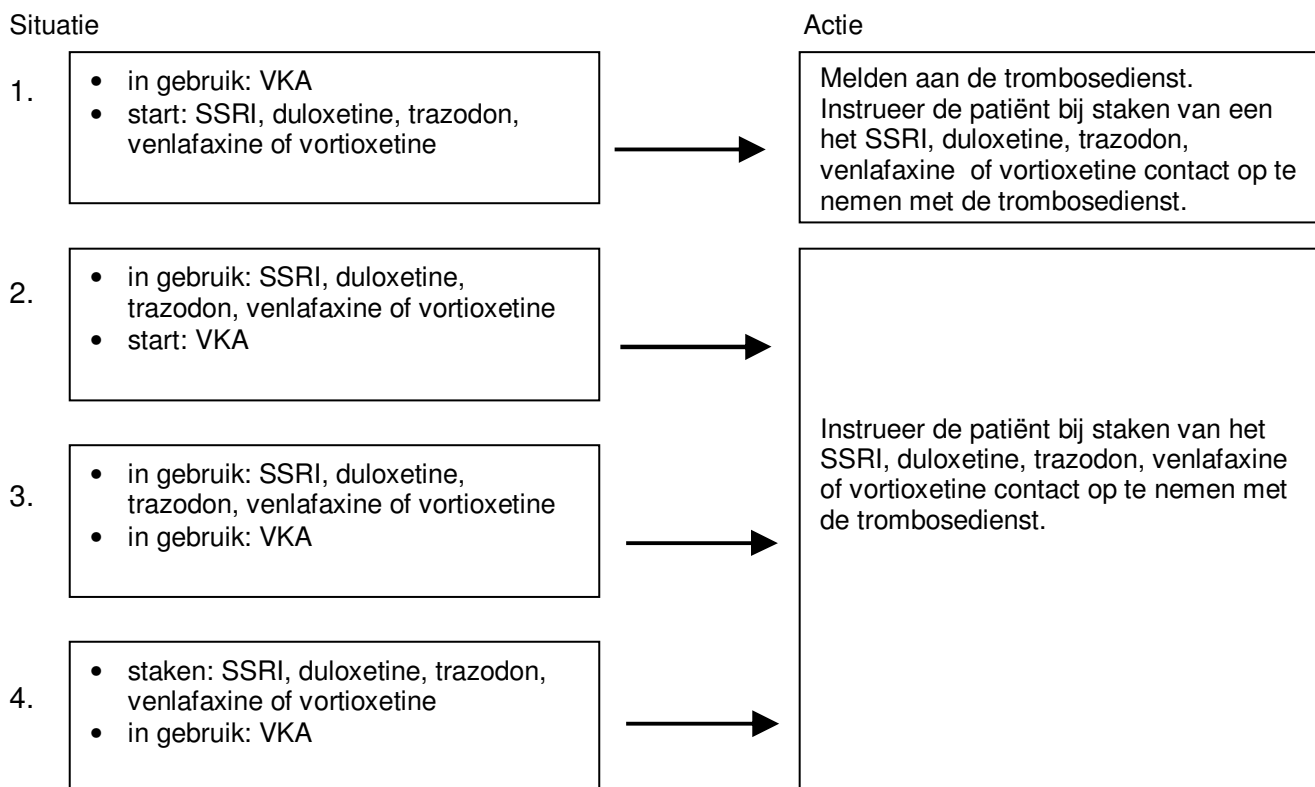 Situatie
Actie
1.
• in gebruik: VKA
• start: SSRI, duloxetine, trazodon,
venlafaxine of vortioxetine
Melden aan de trombosedienst.
Instrueer de patiënt bij staken van een
het SSRI, duloxetine, trazodon,
venlafaxine  of vortioxetine contact op te
nemen met de trombosedienst.
2.
• in gebruik: SSRI, duloxetine,
trazodon, venlafaxine of vortioxetine
• start: VKA
3.
• in gebruik: SSRI, duloxetine,
trazodon, venlafaxine of vortioxetine
• in gebruik: VKA
4.
• staken: SSRI, duloxetine, trazodon,
venlafaxine of vortioxetine
• in gebruik: VKA
Instrueer de patiënt bij staken van het
SSRI, duloxetine, trazodon, venlafaxine
of vortioxetine contact op te nemen met
de trombosedienst.